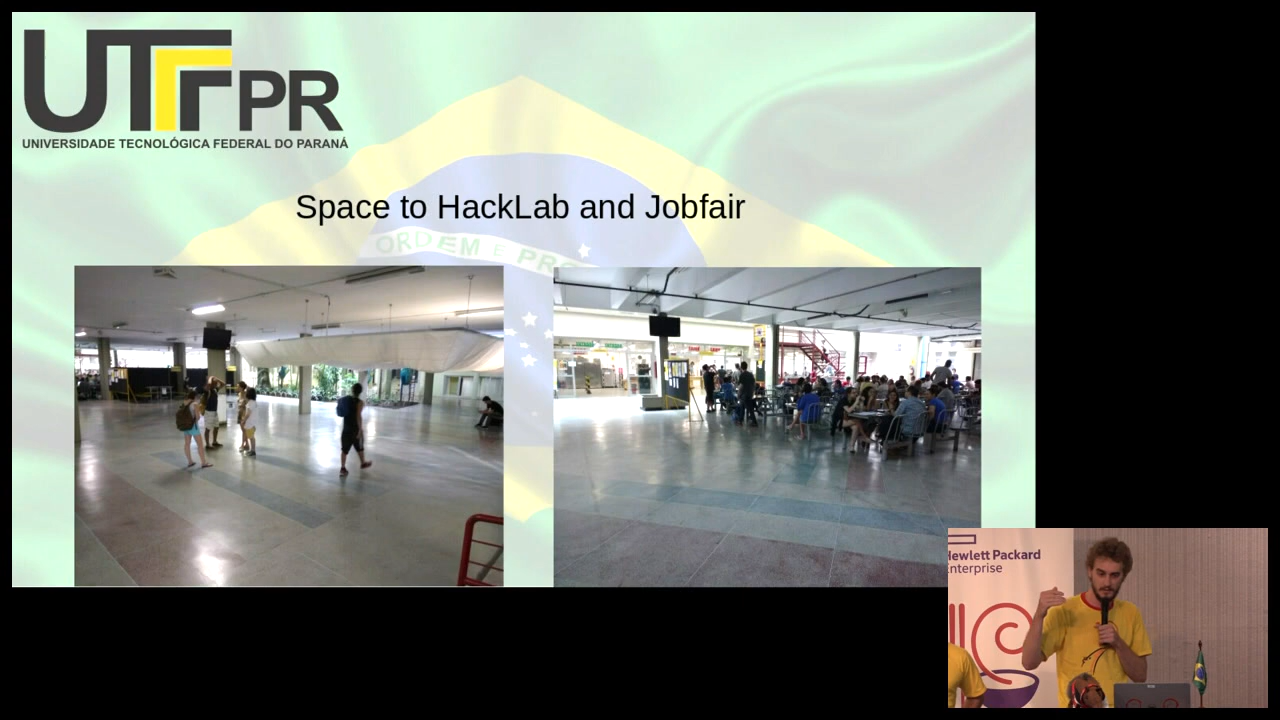 UTFPR
UNIVERSIDADE TECNOLÓGICA FEDERAL DO PARANÁ
Space to HackLab and Jobfair
ORDEM E PRO
Hewlett Packard
Enterprise